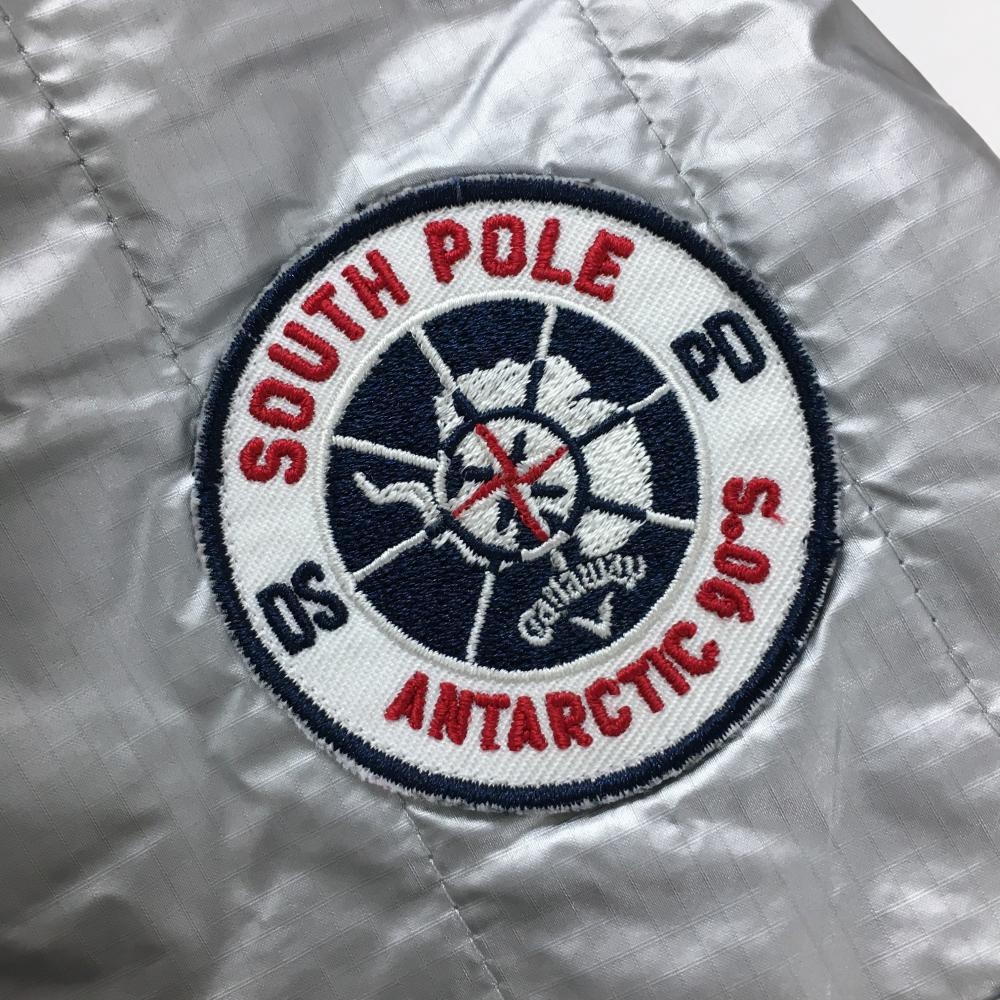 SOUTH POLE
PD
DS
Callaway
ANTARCTIC 90°S